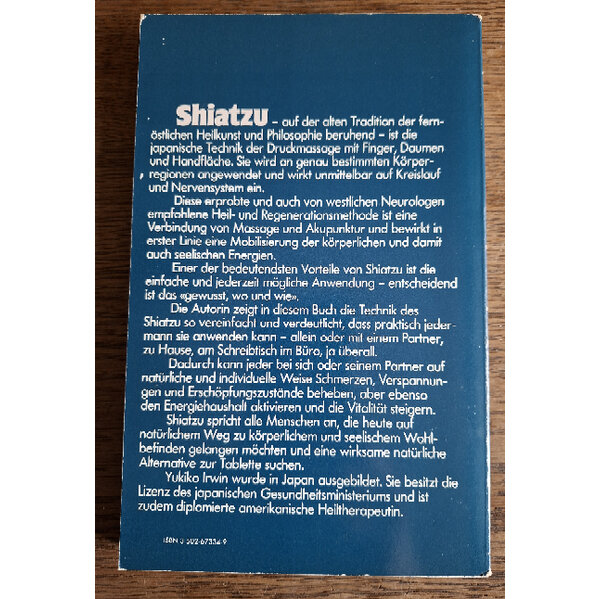 Shiatzu – auf der alten Tradition der fern-
östlichen Heilkunst und Philosophie beruhend – ist die
japanische Technik der Druckmassage mit Finger, Daumen
und Handfläche. Sie wird an genau bestimmten Körper-
regionen angewendet und wirkt unmittelbar auf Kreislauf
und Nervensystem ein.
Diese erprobte und auch von westlichen Neurologen
empfohlene Heil- und Regenerationsmethode ist eine
Verbindung von Massage und Akupunktur und bewirkt in
erster Linie eine Mobilisierung der körperlichen und damit
auch seelischen Energien.
Einer der bedeutendsten Vorteile von Shiatzu ist die
einfache und jederzeit mögliche Anwendung – entscheidend
ist das «gewusst, wo und wie».
Die Autorin zeigt in diesem Buch die Technik des
Shiatzu so vereinfacht und verdeutlicht, dass praktisch jeder-
mann sie anwenden kann – allein oder mit einem Partner,
zu Hause, am Schreibtisch im Büro, ja überall.
Dadurch kann jeder bei sich oder seinem Partner auf
natürliche und individuelle Weise Schmerzen, Verspannun-
gen und Erschöpfungszustände beheben, aber ebenso
den Energiehaushalt aktivieren und die Vitalität steigern.
Shiatzu spricht alle Menschen an, die heute auf
natürlichem Weg zu körperlichem und seelischem Wohl-
befinden gelangen möchten und eine wirksame natürliche
Alternative zur Tablette suchen.
Yukiko Irwin wurde in Japan ausgebildet. Sie besitzt die
Lizenz des japanischen Gesundheitsministeriums und ist
zudem diplomierte amerikanische Heiltherapeutin.
ISBN 3 502-67334-9